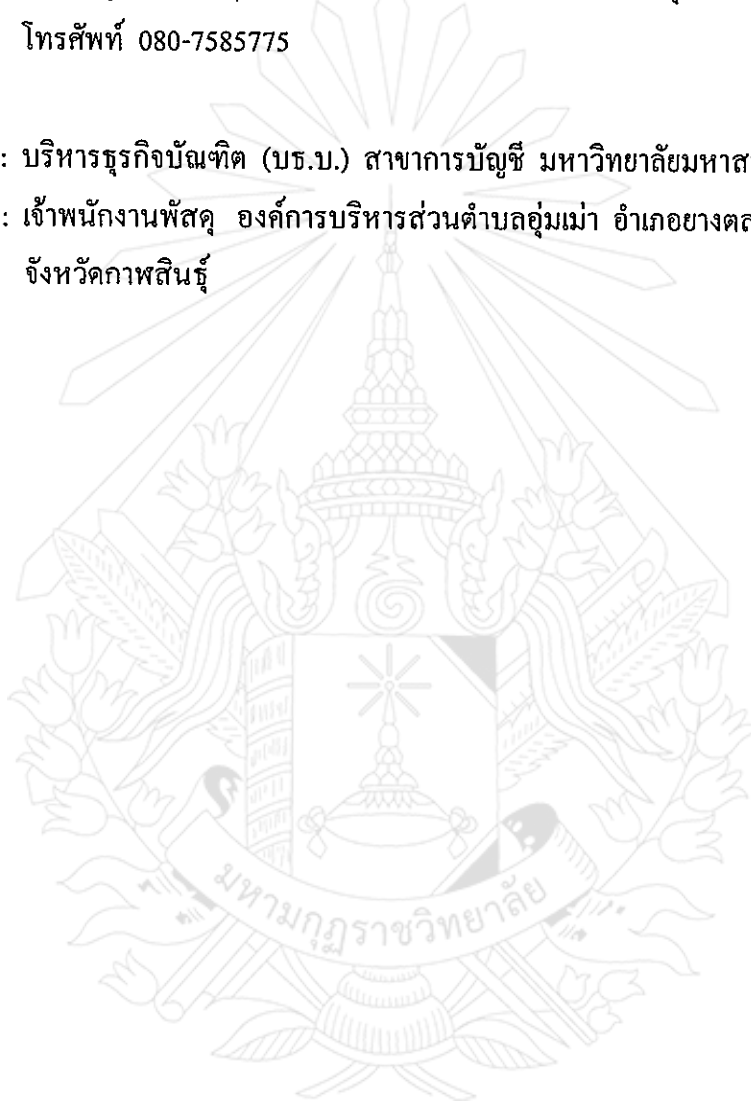 โทรศัพท์ 080-7585775
: บริหารธุรกิจบัณฑิต (บธ.บ.) สาขาการบัญชี มหาวิทยาลัยมหาส
: เจ้าพนักงานพัสดุ องค์การบริหารส่วนตำบลอุ่มเม่า อำเภอยางตล
จังหวัดกาฬสินธุ์
มหามกุฏราชวิทยาลัย